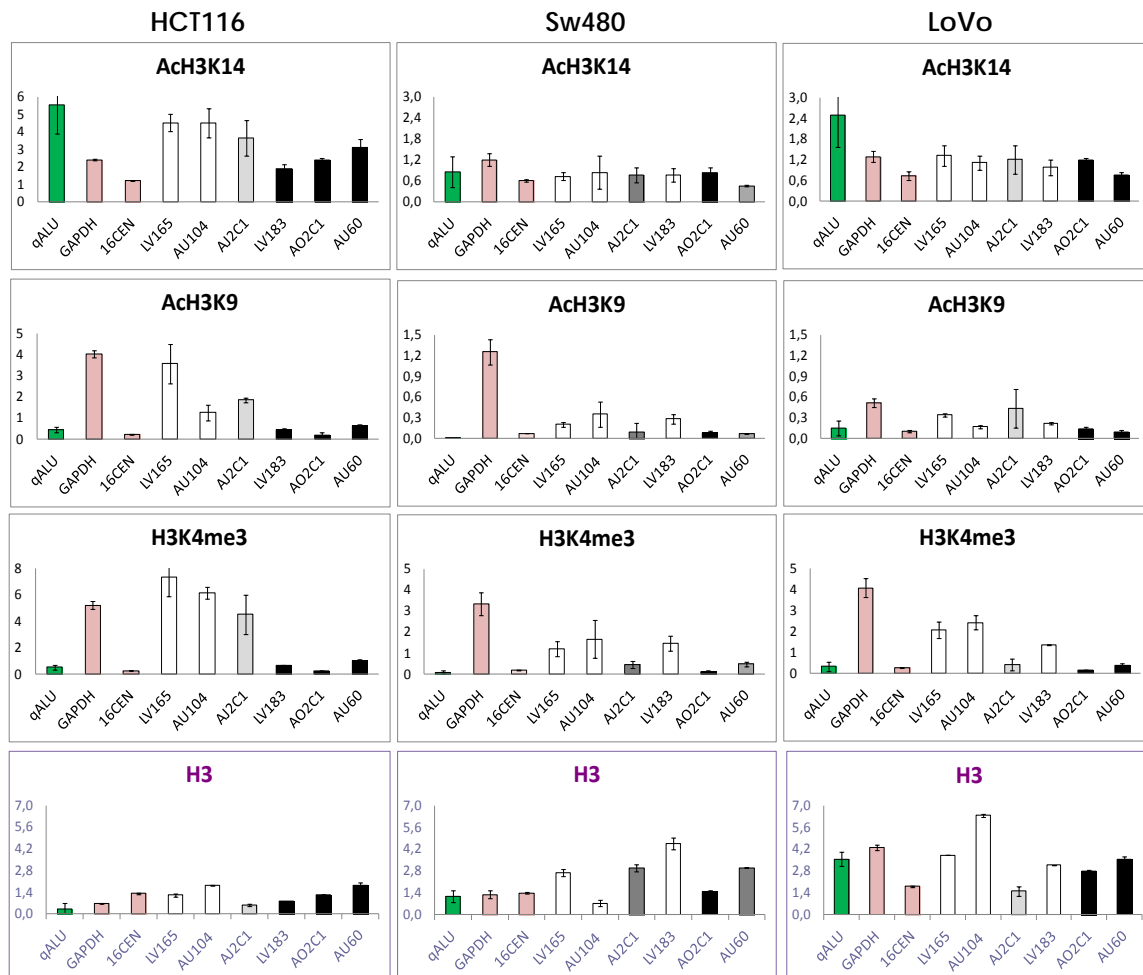 HCT116 Sw480 LoVo
AcH3K14 AcH3K14 AcH3K14
6 3,0 3,0
5 2,4 2,4
4 1,8 1,8
3 1,2 1,2
2 0,6 0,6
1 0,0 0,0
0
qALU GAPDH 16CEN LV165 AU104 AJ2C1 LV183 AO2C1 AU60 qALU GAPDH 16CEN LV165 AU104 AJ2C1 LV183 AO2C1 AU60 qALU GAPDH 16CEN LV165 AU104 AJ2C1 LV183 AO2C1 AU60
AcH3K9 AcH3K9 AcH3K9
5 1,5 1,5
4 1,2 1,2
3 0,9 0,9
2 0,6 0,6
1 0,3 0,3
0 0,0 0,0
qALU GAPDH 16CEN LV165 AU104 AJ2C1 LV183 AO2C1 AU60 qALU GAPDH 16CEN LV165 AU104 AJ2C1 LV183 AO2C1 AU60 qALU GAPDH 16CEN LV165 AU104 AJ2C1 LV183 AO2C1 AU60
H3K4me3 H3K4me3 H3K4me3
8 5 5
6 4 4
4 3 3
2 2 2
0 1 1
0 0
qALU GAPDH 16CEN LV165 AU104 AJ2C1 LV183 AO2C1 AU60 qALU GAPDH 16CEN LV165 AU104 AJ2C1 LV183 AO2C1 AU60 qALU GAPDH 16CEN LV165 AU104 AJ2C1 LV183 AO2C1 AU60
H3 H3 H3
7,0 7,0 7,0
5,6 5,6 5,6
4,2 4,2 4,2
2,8 2,8 2,8
1,4 1,4 1,4
0,0 0,0 0,0
qALU GAPDH 16CEN LV165 AU104 AJ2C1 LV183 AO2C1 AU60 qALU GAPDH 16CEN LV165 AU104 AJ2C1 LV183 AO2C1 AU60 qALU GAPDH 16CEN LV165 AU104 AJ2C1 LV183 AO2C1 AU60